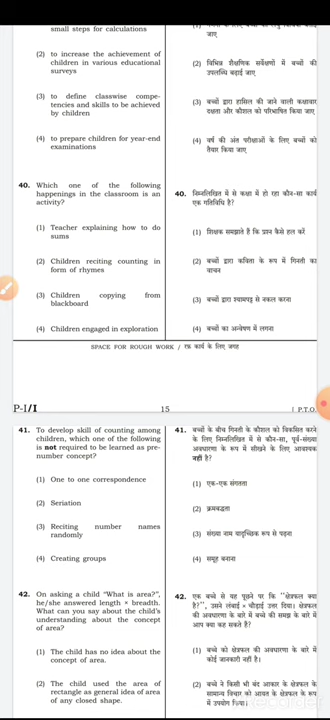 small steps for calculations
जाए
(2) to increase the achievement of
children in various educational
surveys
(2) विभिन्न शैक्षणिक सर्वेक्षणों में बच्चों की
उपलब्धि बढ़ाई जाए
(3) to define classwise compe-
tencies and skills to be achieved
by children
(3) बच्चों द्वारा हासिल की जाने वाली कक्षावार
दक्षता और कौशल को परिभाषित किया जाए
(4) to prepare children for year-end
examinations
(4) वर्ष की अंत परीक्षाओं के लिए बच्चों को
तैयार किया जाए
40. Which one of the following
happenings in the classroom is an
activity?
40. निम्नलिखित में से कक्षा में हो रहा कौन-सा कार्य
एक गतिविधि है?
(1) Teacher explaining how to do
sums
(1) शिक्षक समझाते हैं कि प्रश्न कैसे हल करें
(2) Children reciting counting in
form of rhymes
(2) बच्चों द्वारा कविता के रूप में गिनती का
वाचन
(3) Children copying from
blackboard
(3) बच्चों द्वारा श्यामपट्ट से नकल करना
(4) Children engaged in exploration
(4) बच्चों का अन्वेषण में लगना
SPACE FOR ROUGH WORK / रफ़ कार्य के लिए जगह
P-I/I
15
[ P.T.O.
41. To develop skill of counting among
children, which one of the following
is not required to be learned as pre-
number concept?
41. बच्चों के बीच गिनती के कौशल को विकसित करने
के लिए निम्नलिखित में से कौन-सा, पूर्व-संख्या
अवधारणा के रूप में सीखने के लिए आवश्यक
नहीं है?
(1) One to one correspondence
(1) एक-एक संगतता
(2) Seriation
(2) क्रमबद्धता
(3) Reciting number names
randomly
(3) संख्या नाम यादृच्छिक रूप से पढ़ना
(4) Creating groups
(4) समूह बनाना
42. On asking a child “What is area?”,
he/she answered length × breadth.
What can you say about the child's
understanding about the concept
of area?
42. एक बच्चे से यह पूछने पर कि “क्षेत्रफल क्या
है?”, उसने लंबाई × चौड़ाई उत्तर दिया। क्षेत्रफल
की अवधारणा के बारे में बच्चे की समझ के बारे में
आप क्या कह सकते हैं?
(1) The child has no idea about the
concept of area.
(1) बच्चे को क्षेत्रफल की अवधारणा के बारे में
कोई जानकारी नहीं है।
(2) The child used the area of
rectangle as general idea of area
of any closed shape.
(2) बच्चे ने किसी भी बंद आकार के क्षेत्रफल के
सामान्य विचार को आयत के क्षेत्रफल के रूप
में उपयोग किया।